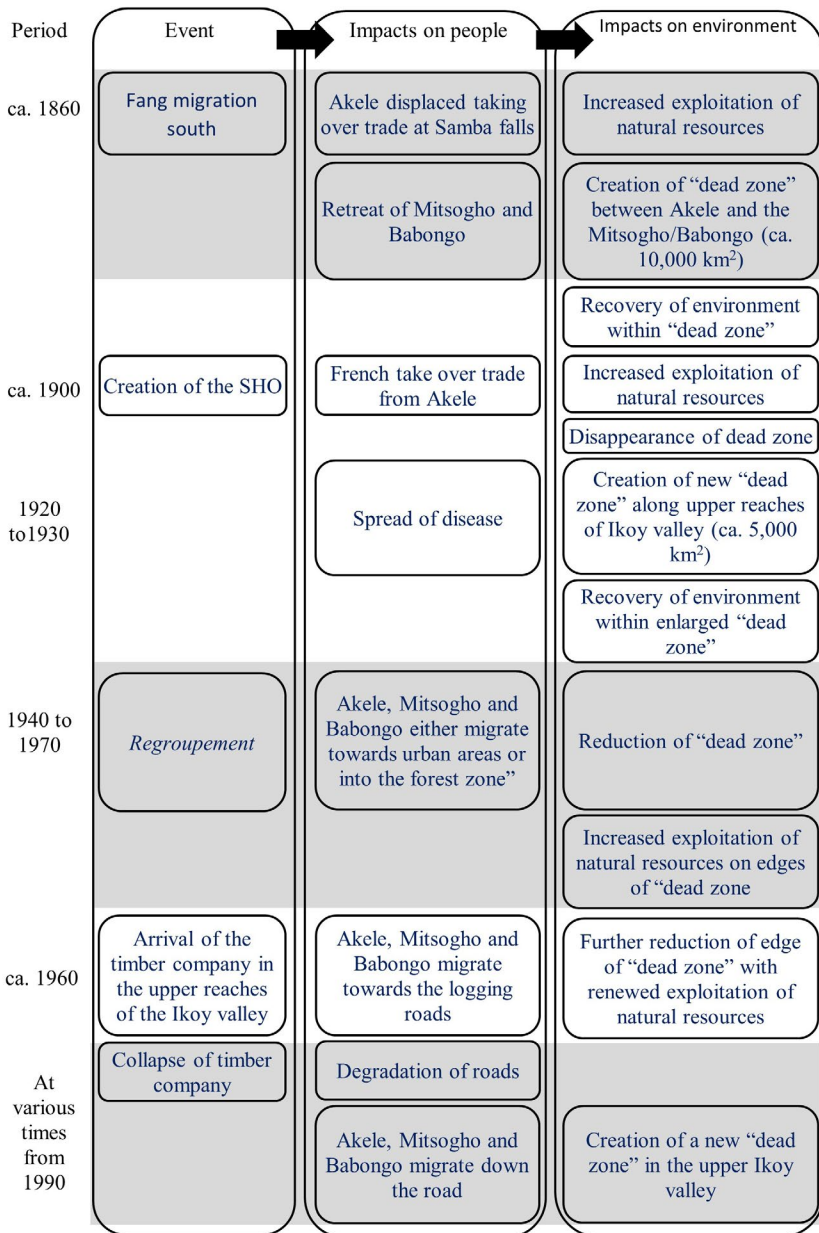 Period
Event
Impacts on people
Impacts on environment
ca. 1860
Fang migration
south
Akele displaced taking
over trade at Samba falls
Increased exploitation of
natural resources
Retreat of Mitsogho and
Babongo
Creation of “dead zone”
between Akele and the
Mitsogho/Babongo (ca.
10,000 km²)
Recovery of environment
within “dead zone”
ca. 1900
Creation of the SHO
French take over trade
from Akele
Increased exploitation of
natural resources
Disappearance of dead zone
1920
to1930
Spread of disease
Creation of new “dead
zone” along upper reaches
of Ikoy valley (ca. 5,000
km²)
Recovery of environment
within enlarged “dead
zone”
1940 to
1970
Regroupement
Akele, Mitsogho and
Babongo either migrate
towards urban areas or
into the forest zone”
Reduction of “dead zone”
Increased exploitation of
natural resources on edges
of “dead zone
ca. 1960
Arrival of the
timber company in
the upper reaches
of the Ikoy valley
Akele, Mitsogho and
Babongo migrate
towards the logging
roads
Further reduction of edge
of “dead zone” with
renewed exploitation of
natural resources
At
various
times
from
1990
Collapse of timber
company
Degradation of roads
Akele, Mitsogho and
Babongo migrate down
the road
Creation of a new “dead
zone” in the upper Ikoy
valley